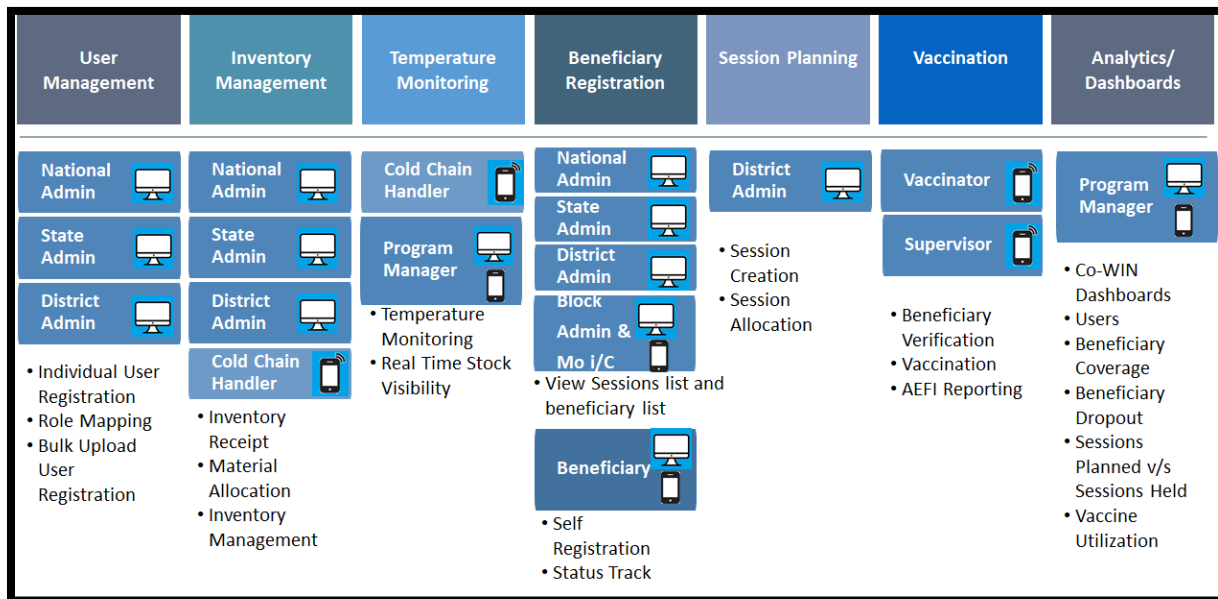 User
Management
Inventory
Management
Temperature
Monitoring
Beneficiary
Registration
Session Planning
Vaccination
Analytics/
Dashboards
National
Admin
State
Admin
District
Admin
• Individual User
Registration
• Role Mapping
• Bulk Upload
User
Registration
National
Admin
State
Admin
District
Admin
Cold Chain
Handler
• Inventory
Receipt
• Material
Allocation
• Inventory
Management
Cold Chain
Handler
Program
Manager
• Temperature
Monitoring
• Real Time Stock
Visibility
National
Admin
State
Admin
District
Admin
Block
Admin &
Mo i/C
• View Sessions list and
beneficiary list
Beneficiary
• Self
Registration
• Status Track
District
Admin
• Session
Creation
• Session
Allocation
Vaccinator
Supervisor
• Beneficiary
Verification
• Vaccination
• AEFI Reporting
Program
Manager
• Co-WIN
Dashboards
• Users
• Beneficiary
Coverage
• Beneficiary
Dropout
• Sessions
Planned v/s
Sessions Held
• Vaccine
Utilization